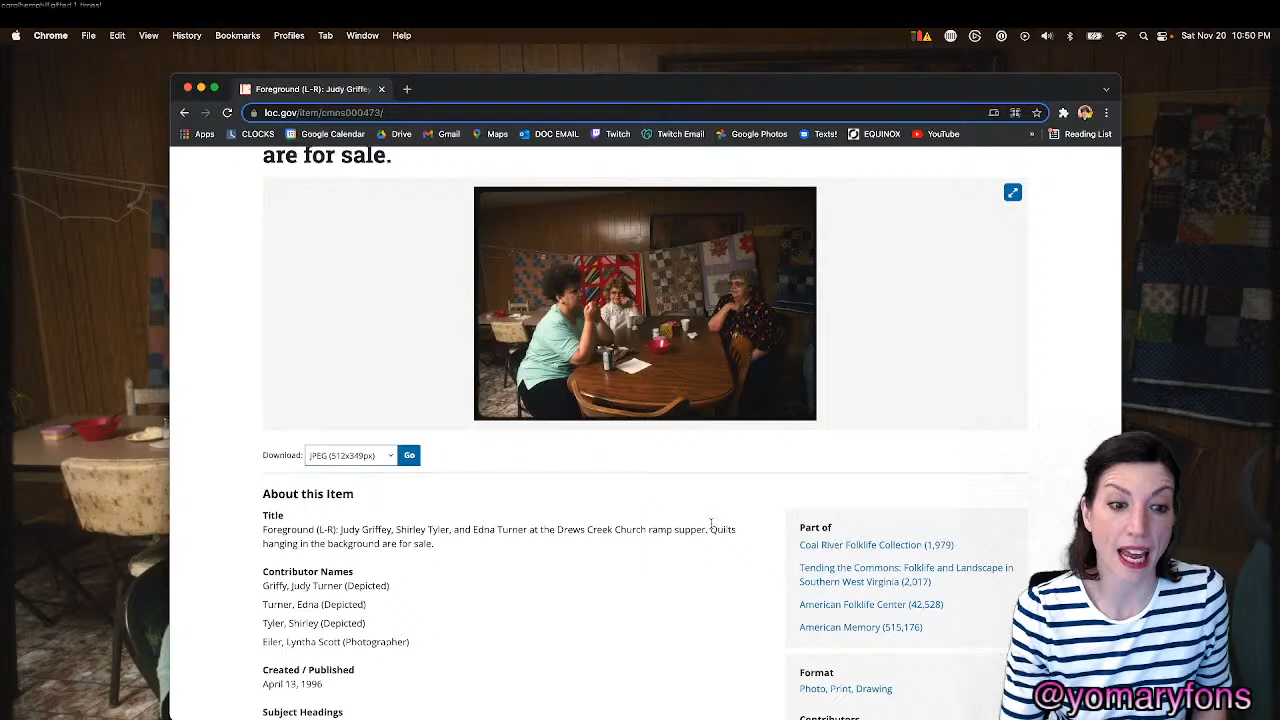 carolhemphill gifted 1 times!
Chrome File Edit View History Bookmarks Profiles Tab Window Help
Sat Nov 20 10:50 PM
Foreground (L-R): Judy Griffey
loc.gov/item/cmns000473/
Apps CLOCKS Google Calendar Drive Gmail Maps DOC EMAIL Twitch Twitch Email Google Photos Texts! EQUINOX YouTube » Reading List
are for sale.
Download: JPEG (512x349px) Go
About this Item
Title
Foreground (L-R): Judy Griffey, Shirley Tyler, and Edna Turner at the Drews Creek Church ramp supper. Quilts
hanging in the background are for sale.
Contributor Names
Griffy, Judy Turner (Depicted)
Turner, Edna (Depicted)
Tyler, Shirley (Depicted)
Eiler, Lyntha Scott (Photographer)
Created / Published
April 13, 1996
Subject Headings
Part of
Coal River Folklife Collection (1,979)
Tending the Commons: Folklife and Landscape in
Southern West Virginia (2,017)
American Folklife Center (42,528)
American Memory (515,176)
Format
Photo, Print, Drawing
Contributors
@yomaryfons